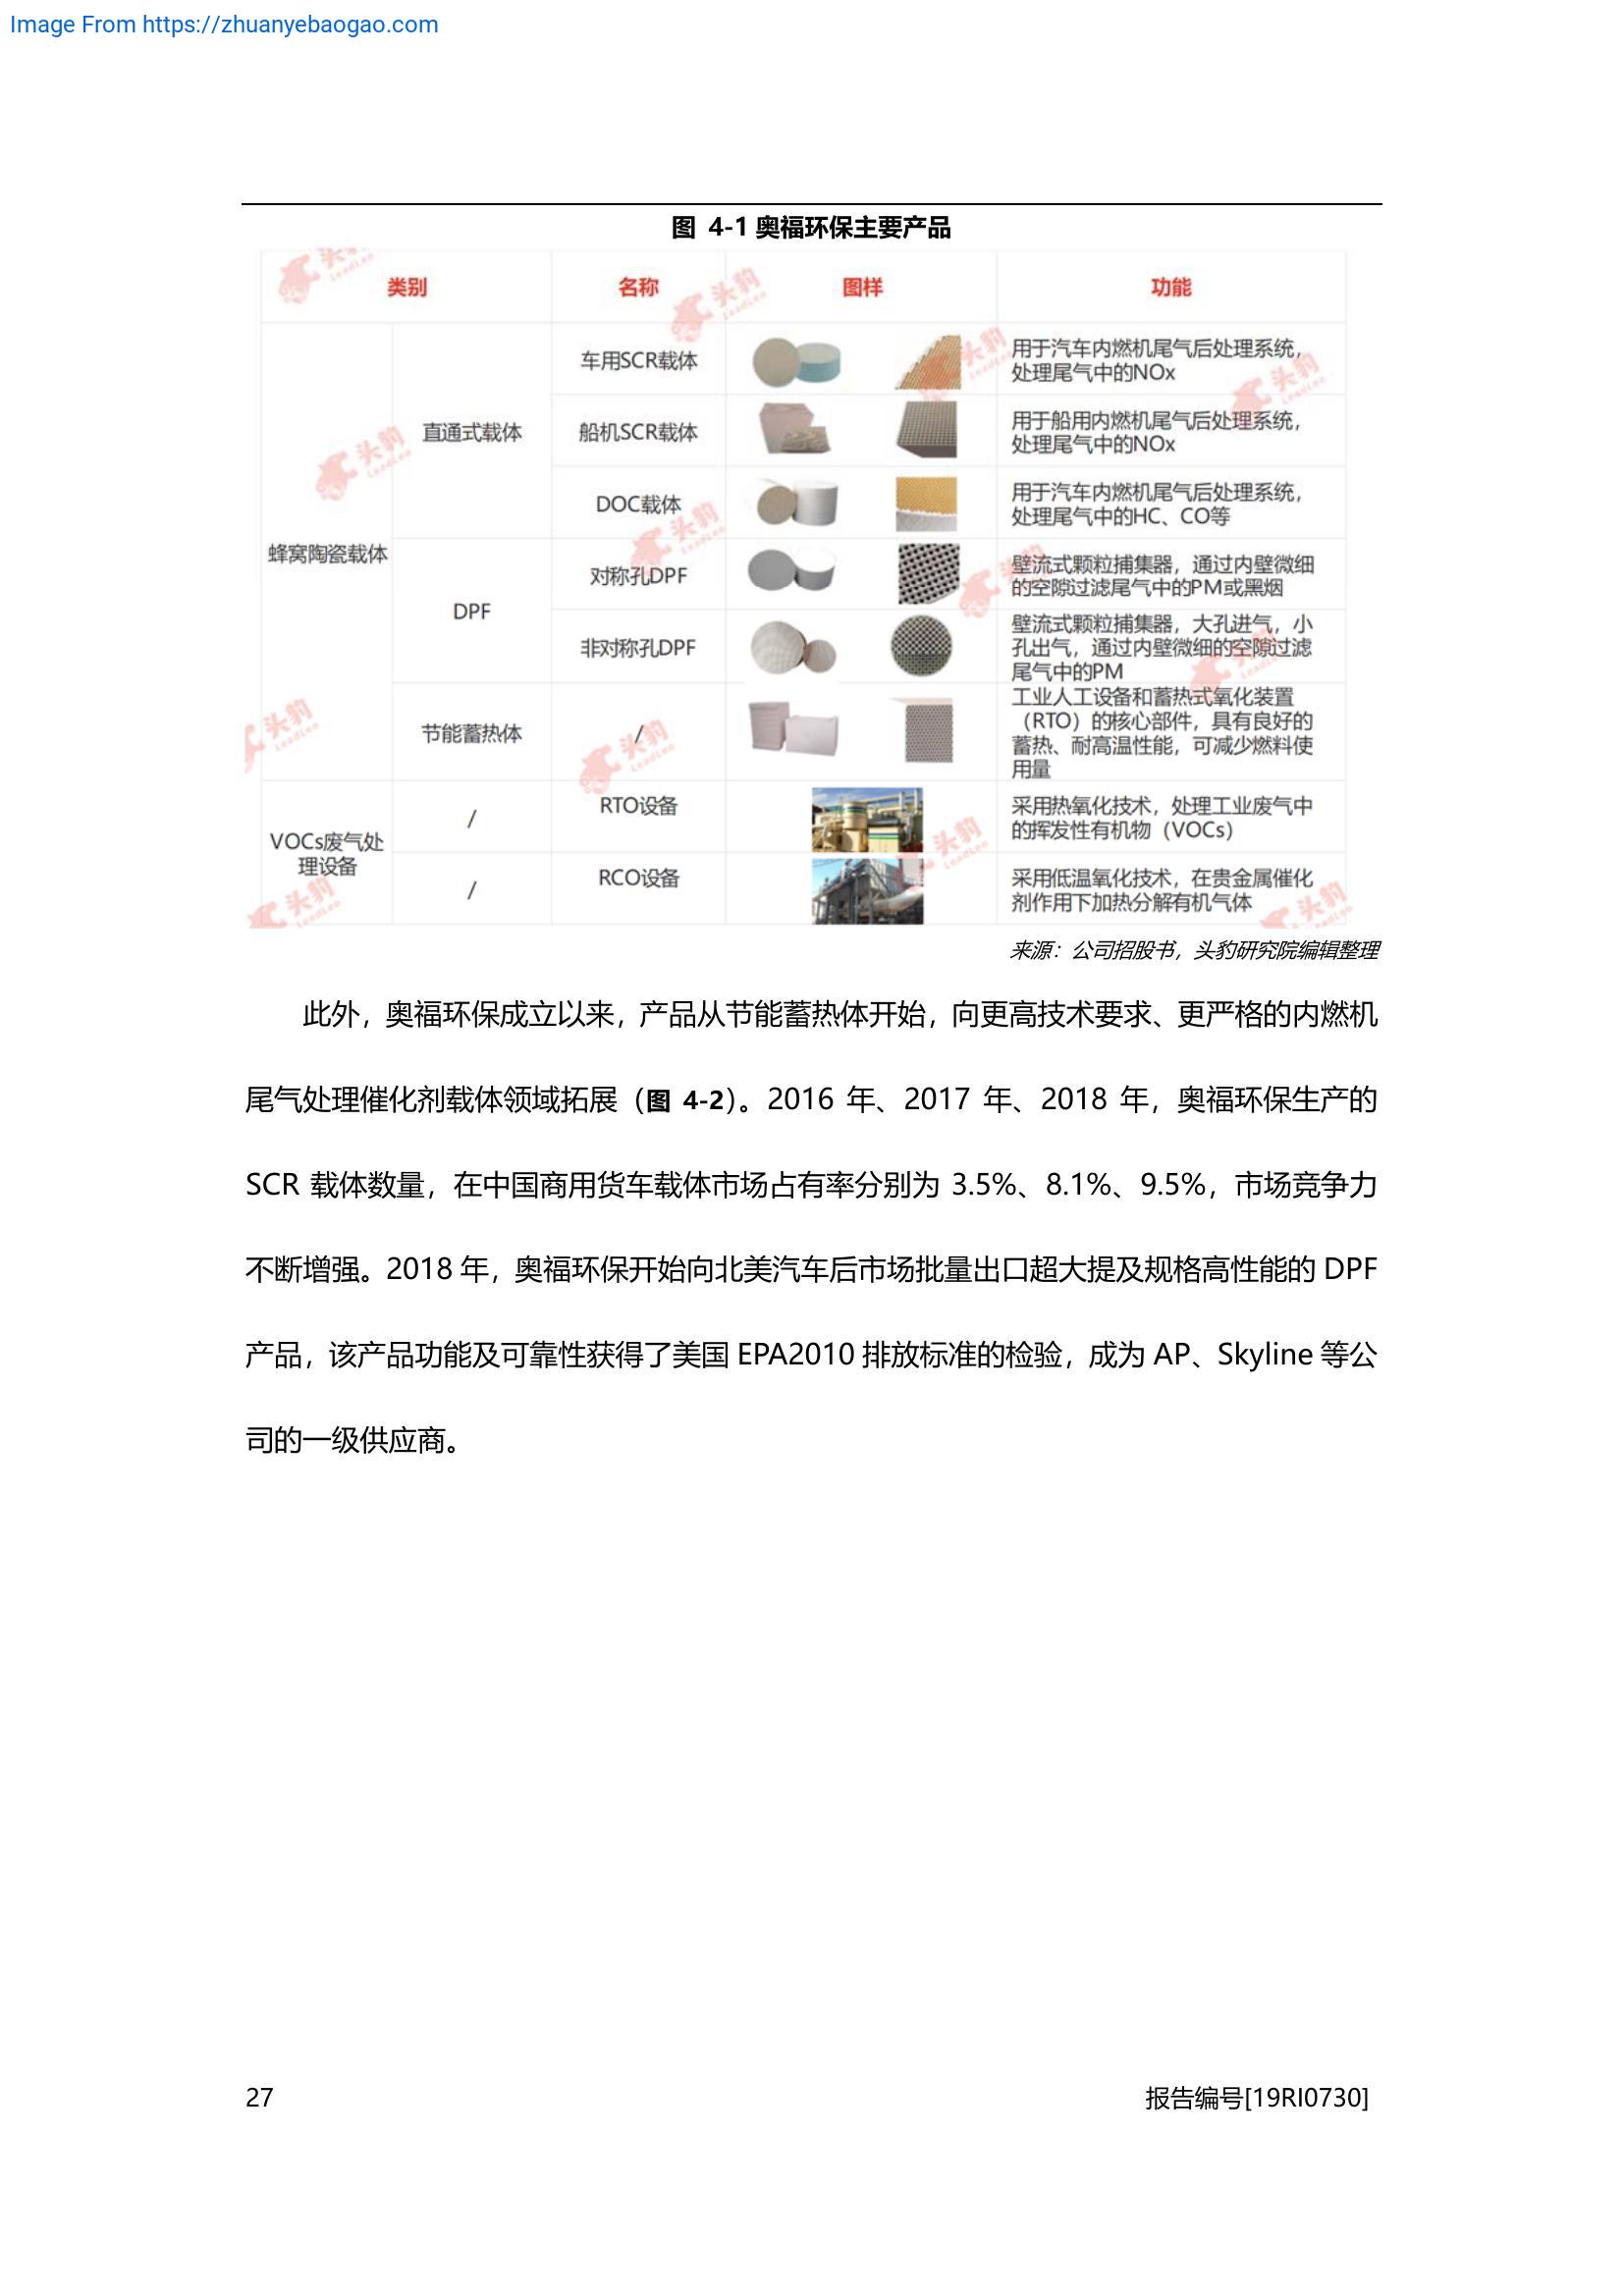 Image From https://zhuanyebaogao.com
图 4-1 奥福环保主要产品
类别 名称 图样 功能
蜂窝陶瓷载体
直通式载体
车用SCR载体
用于汽车内燃机尾气后处理系统，
处理尾气中的NOx
船机SCR载体
用于船用内燃机尾气后处理系统，
处理尾气中的NOx
DOC载体
用于汽车内燃机尾气后处理系统，
处理尾气中的HC、CO等
DPF
对称孔DPF
壁流式颗粒捕集器，通过内壁微细
的空隙过滤尾气中的PM或黑烟
非对称孔DPF
壁流式颗粒捕集器，大孔进气，小
孔出气，通过内壁微细的空隙过滤
尾气中的PM
节能蓄热体
/
工业人工设备和蓄热式氧化装置
（RTO）的核心部件，具有良好的
蓄热、耐高温性能，可减少燃料使
用量
VOCs废气处
理设备
/
RTO设备
采用热氧化技术，处理工业废气中
的挥发性有机物（VOCs）
/
RCO设备
采用低温氧化技术，在贵金属催化
剂作用下加热分解有机气体
头豹
LeadLeo
来源：公司招股书，头豹研究院编辑整理
此外，奥福环保成立以来，产品从节能蓄热体开始，向更高技术要求、更严格的内燃机
尾气处理催化剂载体领域拓展（图 4-2）。2016 年、2017 年、2018 年，奥福环保生产的
SCR 载体数量，在中国商用货车载体市场占有率分别为 3.5%、8.1%、9.5%，市场竞争力
不断增强。2018 年，奥福环保开始向北美汽车后市场批量出口超大提及规格高性能的 DPF
产品，该产品功能及可靠性获得了美国 EPA2010 排放标准的检验，成为 AP、Skyline 等公
司的一级供应商。
27
报告编号[19RI0730]